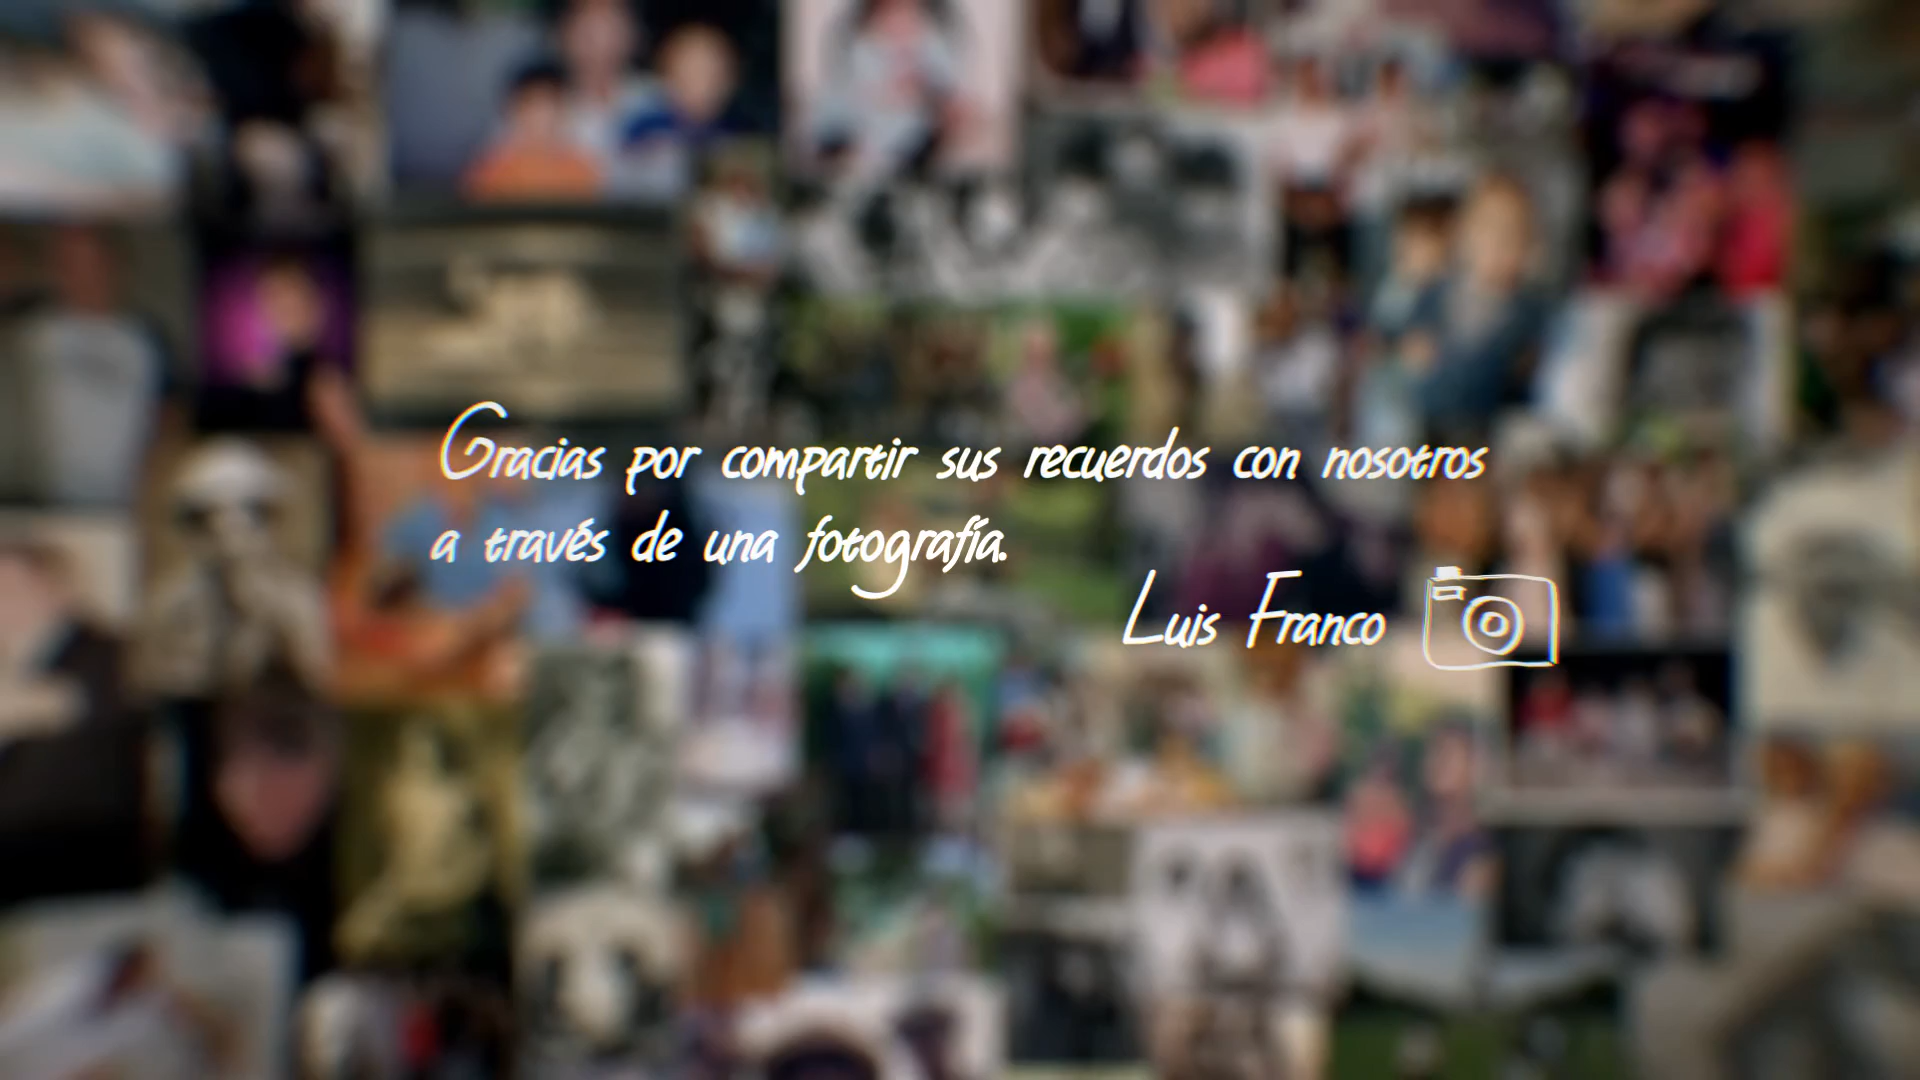 Gracias por compartir sus recuerdos con nosotros
a través de una fotografía.
Luis Franco